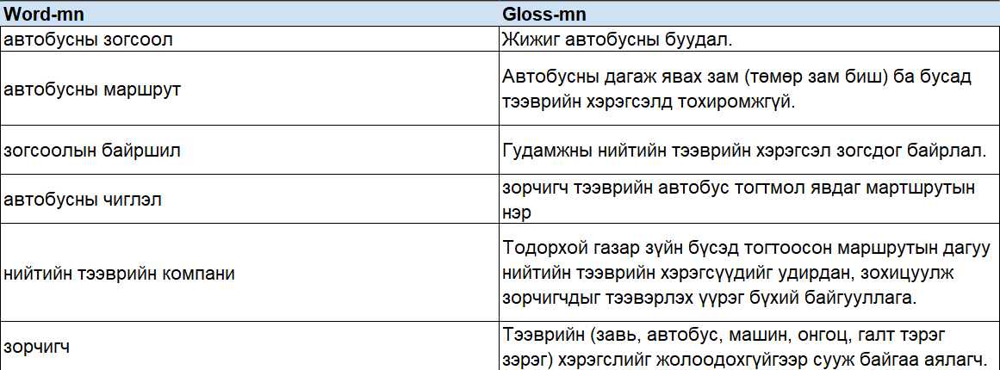 Word-mn Gloss-mn
автобусны зогсоол Жижиг автобусны буудал.
автобусны маршрут Автобусны дагаж явах зам (төмөр зам биш) ба бусад
тээврийн хэрэгсэлд тохиромжгүй.
зогсоолын байршил Гудамжны нийтийн тээврийн хэрэгсэл зогсдог байрлал.
автобусны чиглэл зорчигч тээврийн автобус тогтмол явдаг мартшрутын
нэр
нийтийн тээврийн компани Тодорхой газар зүйн бүсэд тогтоосон маршрутын дагуу
нийтийн тээврийн хэрэгсүүдийг удирдан, зохицуулж
зорчигчдыг тээвэрлэх үүрэг бүхий байгууллага.
зорчигч Тээврийн (завь, автобус, машин, онгоц, галт тэрэг
зэрэг) хэрэгслийг жолоодохгүйгээр сууж байгаа аялагч.